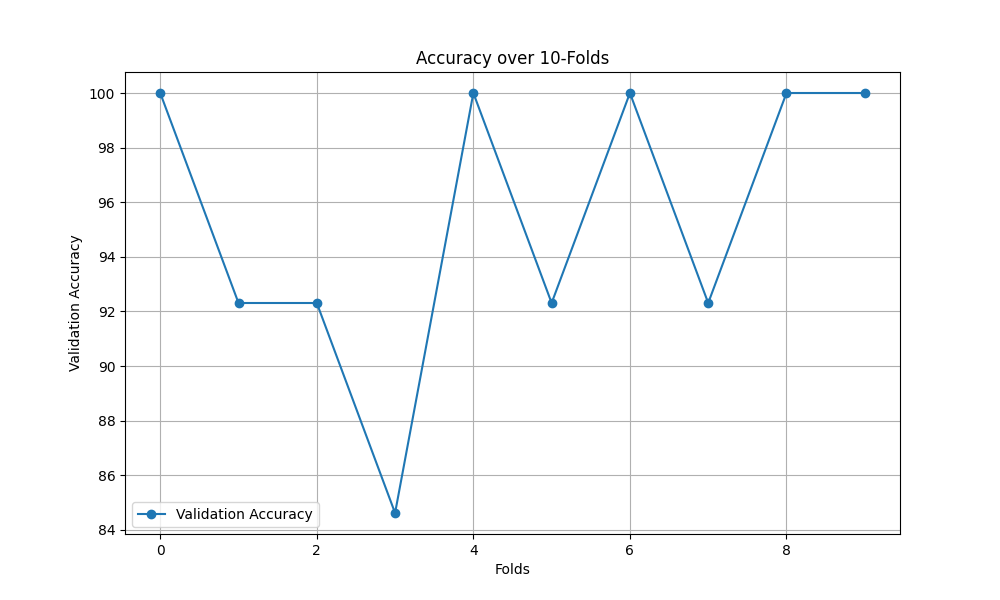 Accuracy over 10-Folds
Validation Accuracy
100
98
96
94
92
90
88
86
84
Validation Accuracy
0 2 4 6 8
Folds